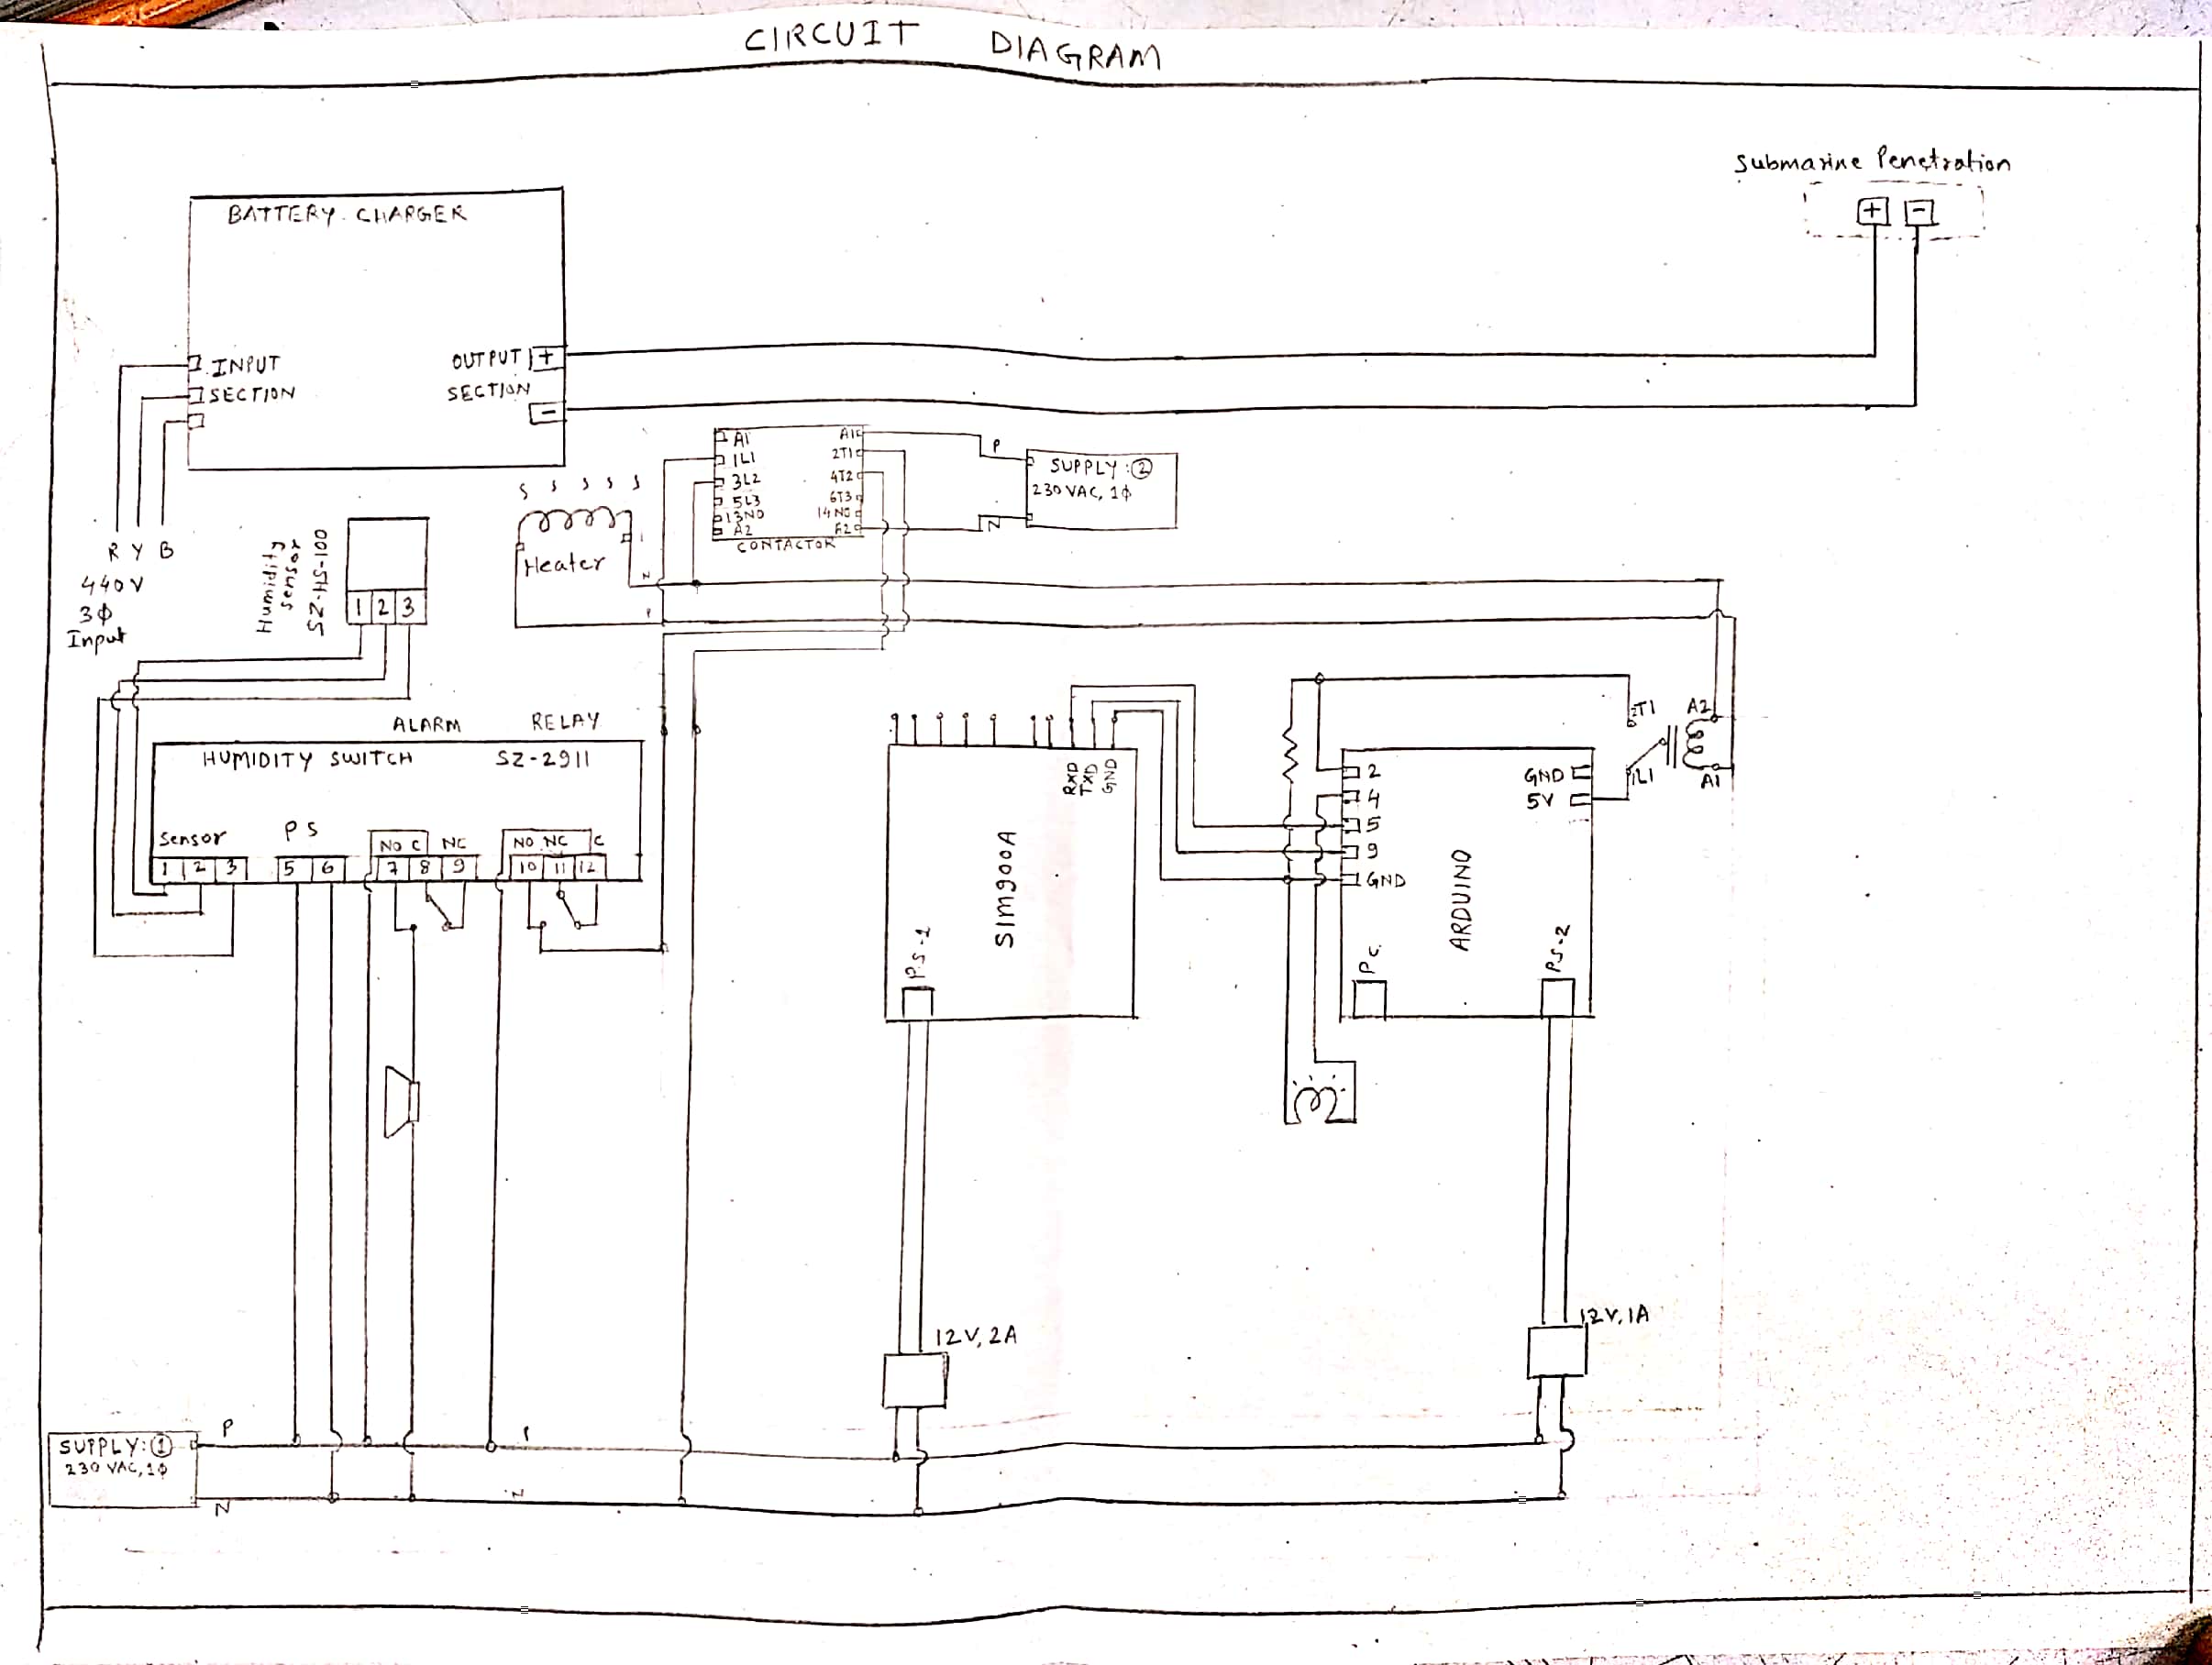 CIRCUIT DIAGRAM
Submarine Penetration
+ -
BATTERY CHARGER
INPUT
SECTION
OUTPUT +
SECTION
-
R Y B
440V
3ϕ
Input
Humidity
sensor
SZ-HS-100
1 2 3
Heater
N
P
A1 A1
1L1 2T1
3L2 4T2
5L3 6T3
13NO 14NO
A2 A2
CONTACTOR
P
N
SUPPLY:②
230 VAC, 1ϕ
ALARM RELAY
HUMIDITY SWITCH SZ-2911
Sensor PS NO C NC NO NC C
1 2 3 5 6 7 8 9 10 11 12
RXD
TXD
GND
SIM900A
PS-1
2
4
5
9
GND
GND
5V
ARDUINO
PC
PS-2
2T1
1L1
A2
A1
12V, 2A
12V, 1A
SUPPLY:①
230 VAC, 1ϕ
P
N
N